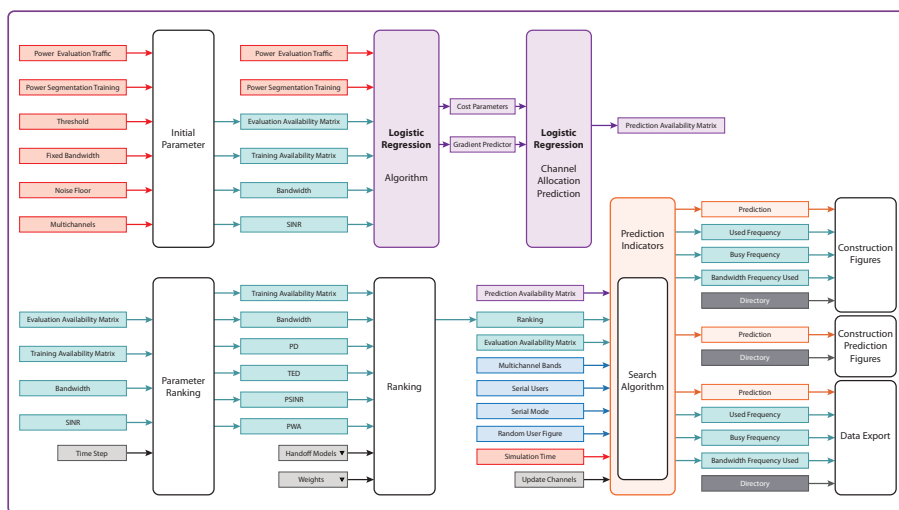 Power Evaluation Traffic
Power Segmentation Training
Threshold
Fixed Bandwidth
Noise Floor
Multichannels
Initial
Parameter
Power Evaluation Traffic
Power Segmentation Training
Evaluation Availability Matrix
Training Availability Matrix
Bandwidth
SINR
Logistic
Regression
Algorithm
Cost Parameters
Gradient Predictor
Logistic
Regression
Channel
Allocation
Prediction
Prediction Availability Matrix
Evaluation Availability Matrix
Training Availability Matrix
Bandwidth
SINR
Time Step
Parameter
Ranking
Training Availability Matrix
Bandwidth
PD
TED
PSINR
PWA
Handoff Models
Weights
Ranking
Prediction Availability Matrix
Ranking
Evaluation Availability Matrix
Multichannel Bands
Serial Users
Serial Mode
Random User Figure
Simulation Time
Update Channels
Prediction
Indicators
Search
Algorithm
Prediction
Used Frequency
Busy Frequency
Bandwidth Frequency Used
Directory
Construction
Figures
Prediction
Directory
Construction
Prediction
Figures
Prediction
Used Frequency
Busy Frequency
Bandwidth Frequency Used
Directory
Data Export